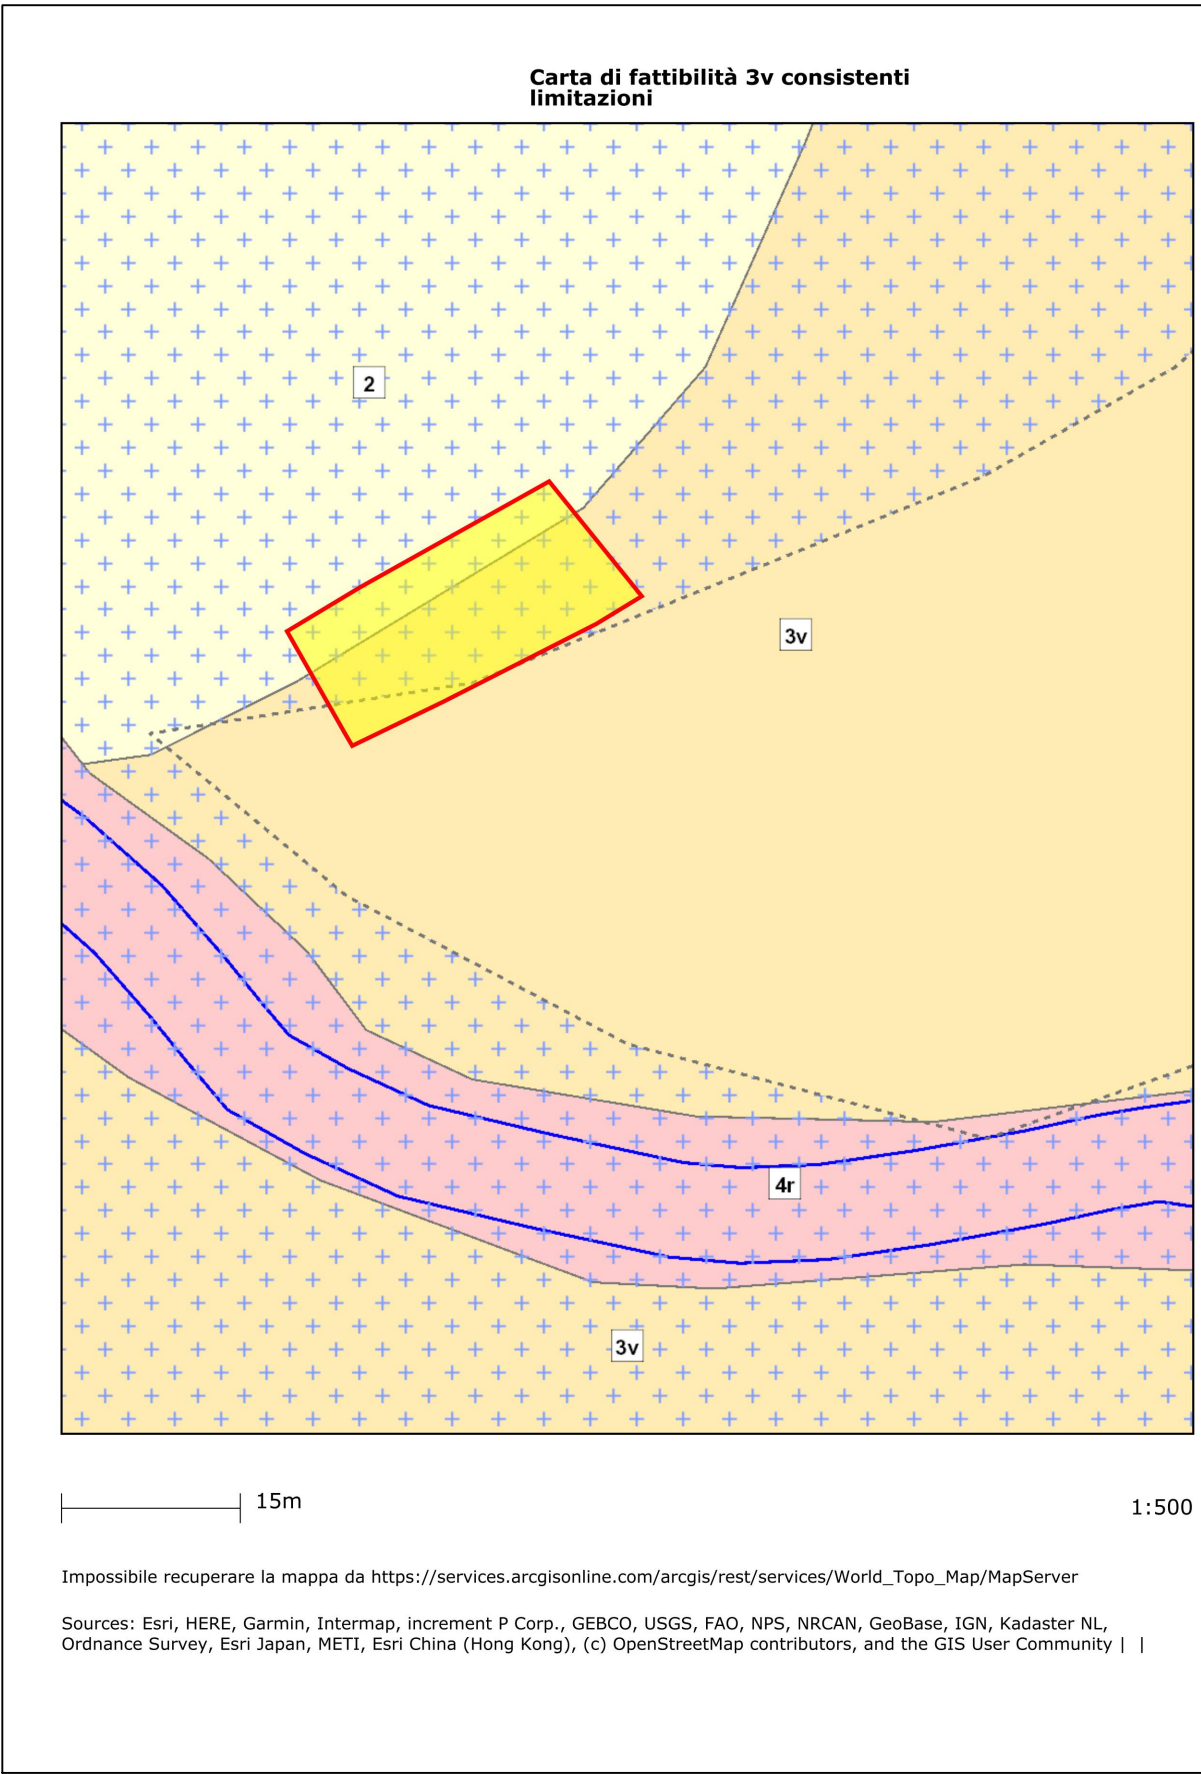 Carta di fattibilità 3v consistenti
limitazioni
2
3v
4r
3v
15m
1:500
Impossibile recuperare la mappa da https://services.arcgisonline.com/arcgis/rest/services/World_Topo_Map/MapServer
Sources: Esri, HERE, Garmin, Intermap, increment P Corp., GEBCO, USGS, FAO, NPS, NRCAN, GeoBase, IGN, Kadaster NL,
Ordnance Survey, Esri Japan, METI, Esri China (Hong Kong), (c) OpenStreetMap contributors, and the GIS User Community | |